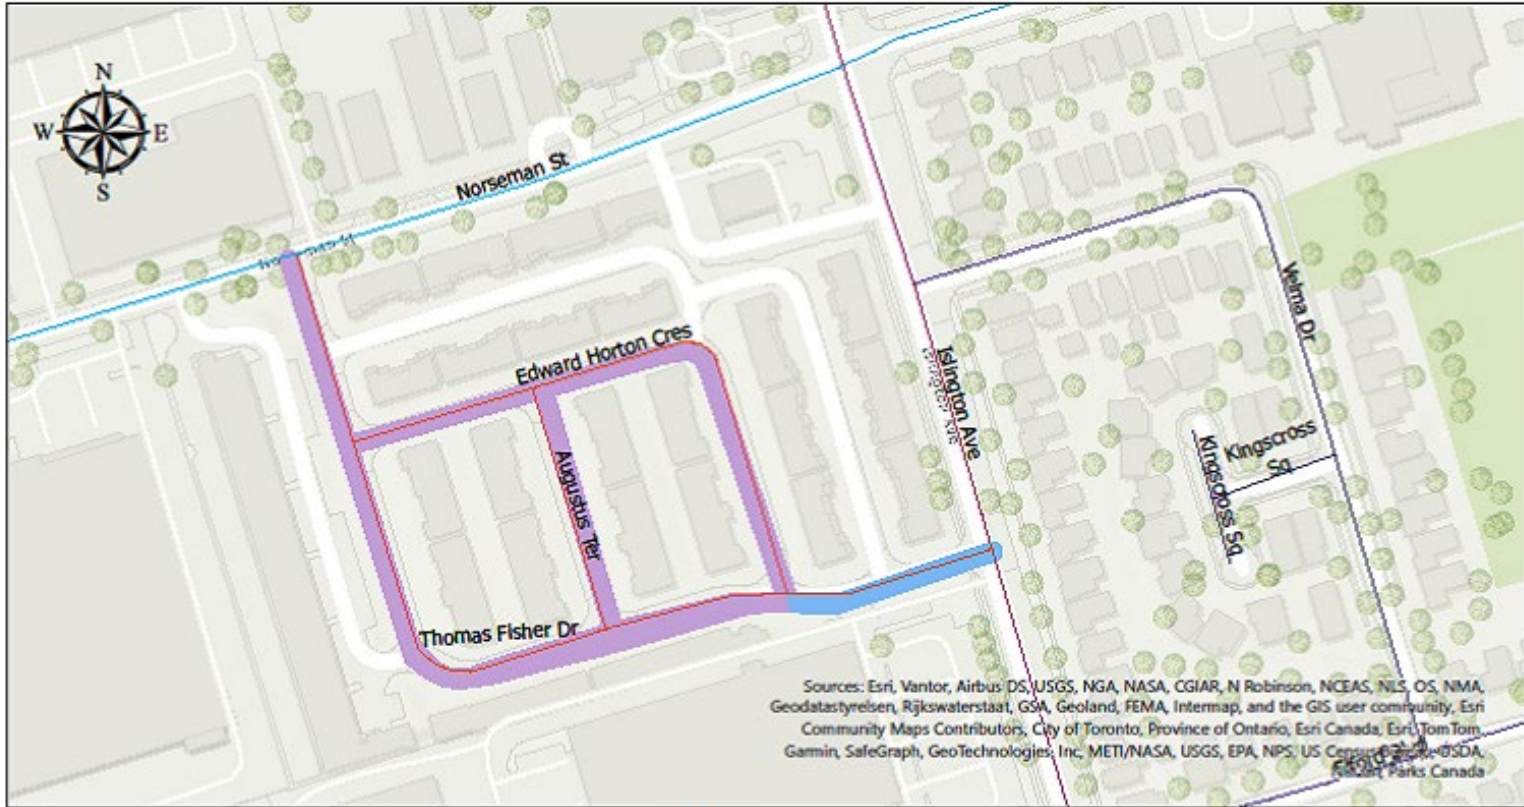 N
W
E
S
Norseman St
Edward Horton Cres
Islington Ave
Islington Ave
Velma Dr
Kingscross
Sq
Kingscross Sq
Augustus Ter
Thomas Fisher Dr
Sources: Esri, Vantor, Airbus DS, USGS, NGA, NASA, CGIAR, N Robinson, NCEAS, NLS, OS, NMA,
Geodatastyrelsen, Rijkswaterstaat, GSA, Geoland, FEMA, Intermap, and the GIS user community, Esri
Community Maps Contributors, City of Toronto, Province of Ontario, Esri Canada, Esri, TomTom,
Garmin, SafeGraph, GeoTechnologies, Inc, METI/NASA, USGS, EPA, NPS, US Census USDA,
Parks Canada